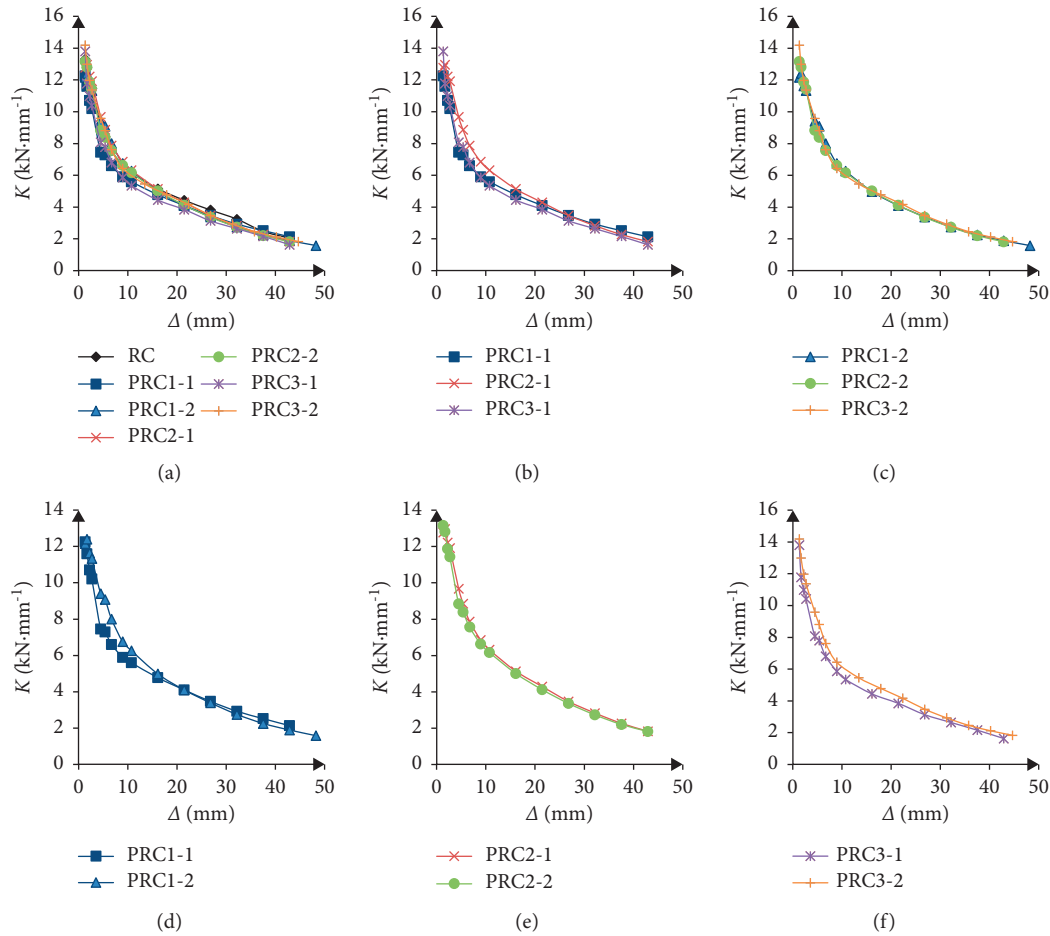 16
14
12
10
8
6
4
2
0
K (kN·mm⁻¹)
0 10 20 30 40 50
Δ (mm)
RC
PRC1-1
PRC1-2
PRC2-1
PRC2-2
PRC3-1
PRC3-2
(a)
16
14
12
10
8
6
4
2
0
K (kN·mm⁻¹)
0 10 20 30 40 50
Δ (mm)
PRC1-1
PRC2-1
PRC3-1
(b)
16
14
12
10
8
6
4
2
0
K (kN·mm⁻¹)
0 10 20 30 40 50
Δ (mm)
PRC1-2
PRC2-2
PRC3-2
(c)
14
12
10
8
6
4
2
0
K (kN·mm⁻¹)
0 10 20 30 40 50
Δ (mm)
PRC1-1
PRC1-2
(d)
14
12
10
8
6
4
2
0
K (kN·mm⁻¹)
0 10 20 30 40 50
Δ (mm)
PRC2-1
PRC2-2
(e)
16
14
12
10
8
6
4
2
0
K (kN·mm⁻¹)
0 10 20 30 40 50
Δ (mm)
PRC3-1
PRC3-2
(f)